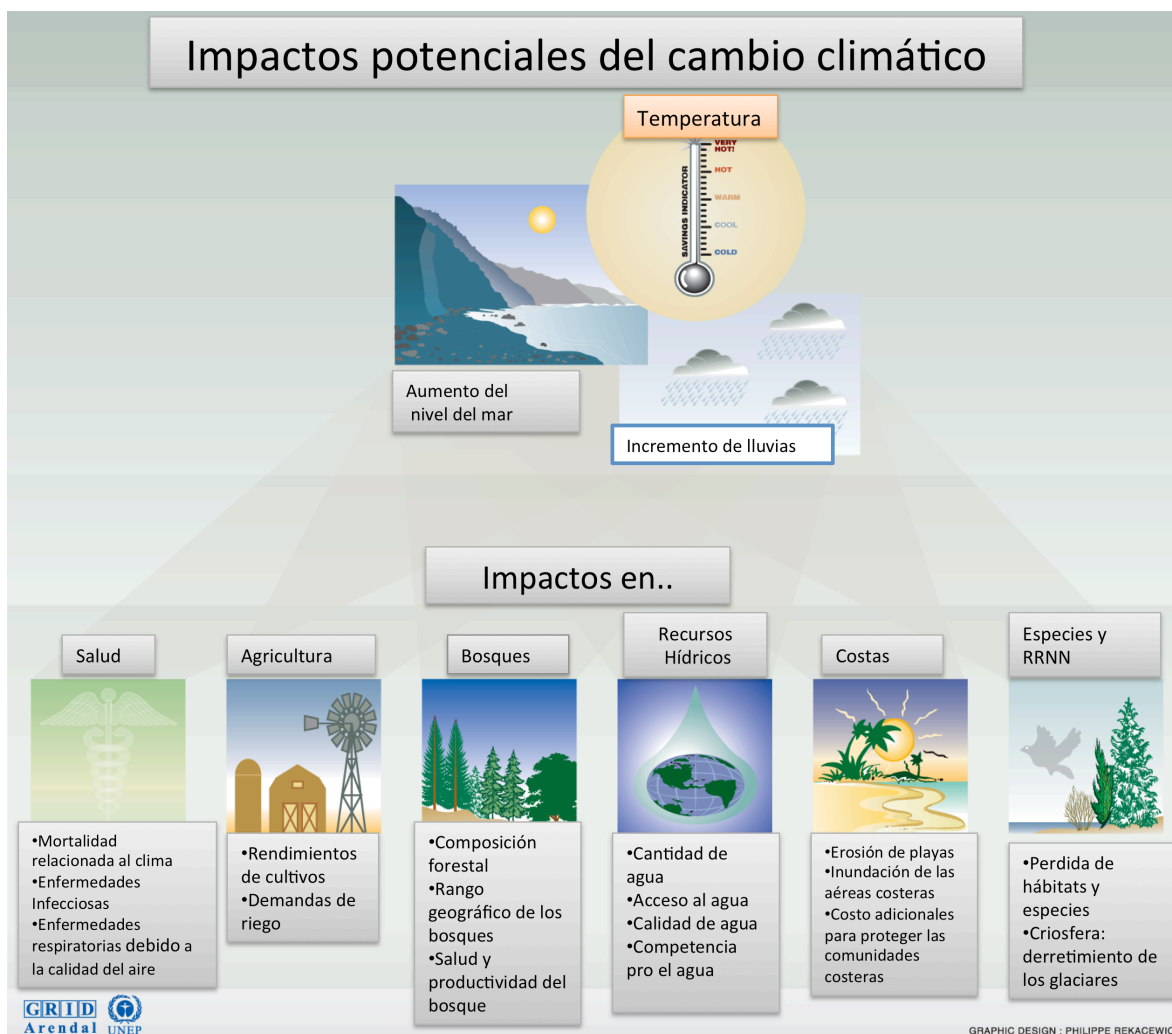 Impactos potenciales del cambio climático
Temperatura
VERY
HOT!
HOT
WARM
COOL
COLD
SAVINGS INDICATOR
Aumento del
nivel del mar
Incremento de lluvias
Impactos en..
Salud
Agricultura
Bosques
Recursos
Hídricos
Costas
Especies y
RRNN
•Mortalidad
relacionada al clima
•Enfermedades
Infecciosas
•Enfermedades
respiratorias debido a
la calidad del aire
•Rendimientos
de cultivos
•Demandas de
riego
•Composición
forestal
•Rango
geográfico de los
bosques
•Salud y
productividad del
bosque
•Cantidad de
agua
•Acceso al agua
•Calidad de agua
•Competencia
pro el agua
•Erosión de playas
•Inundación de las
aéreas costeras
•Costo adicionales
para proteger las
comunidades
costeras
•Perdida de
hábitats y
especies
•Criosfera:
derretimiento de
los glaciares
GRID
Arendal UNEP
GRAPHIC DESIGN : PHILIPPE REKACEWIC